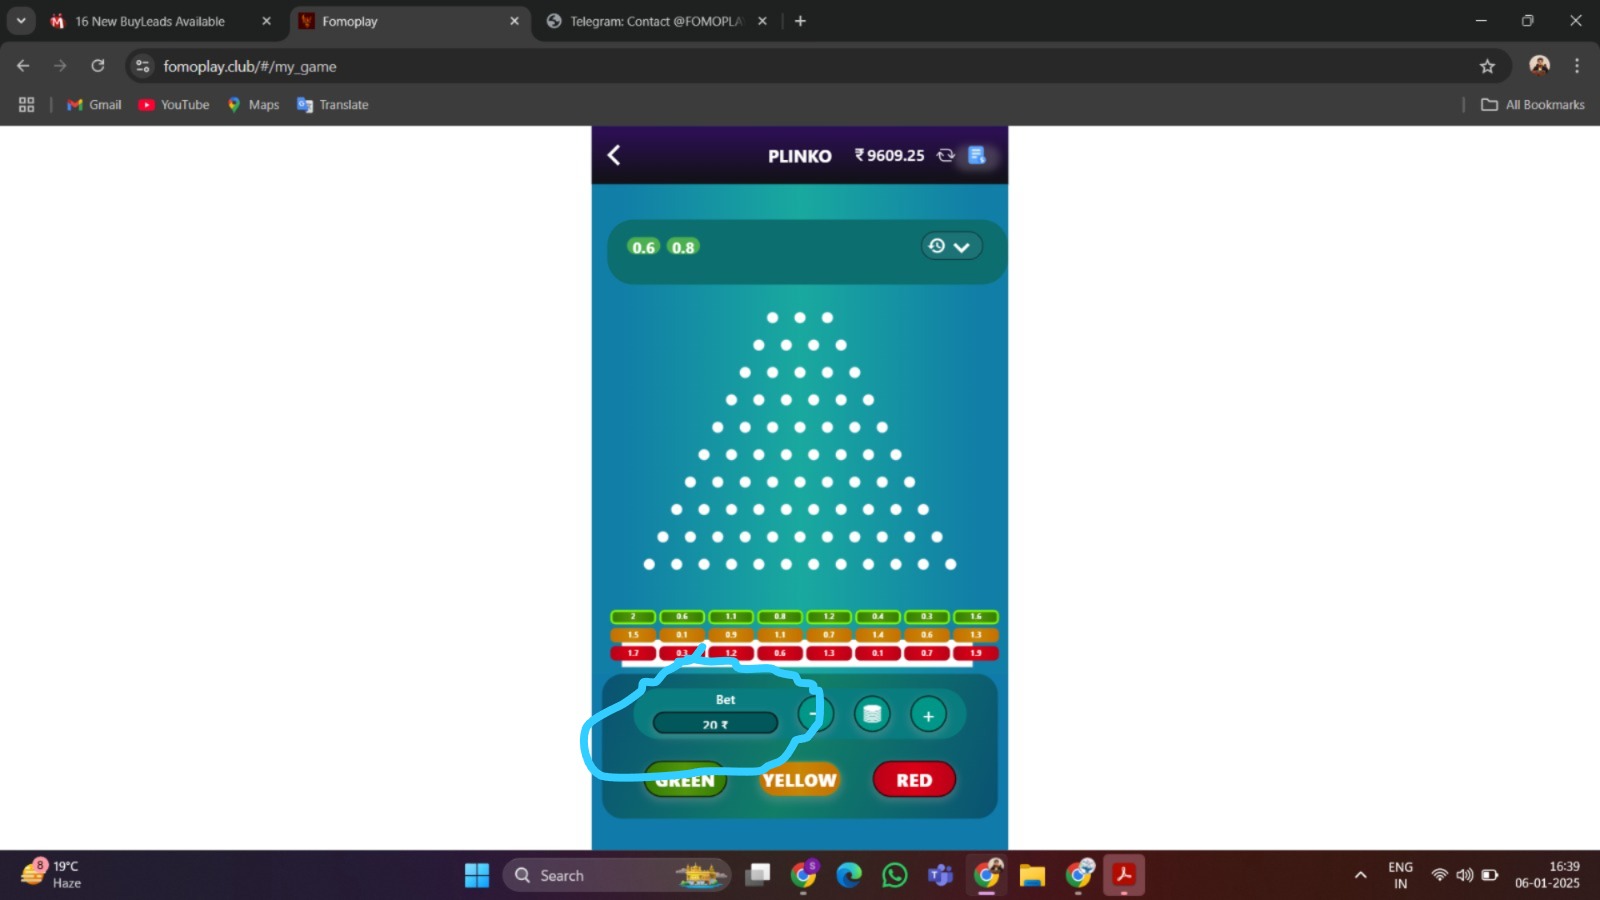 16 New BuyLeads Available
Fomoplay
Telegram: Contact @FOMOPLA
fomoplay.club/#/my_game
Gmail
YouTube
Maps
Translate
All Bookmarks
PLINKO
₹ 9609.25
0.6 0.8
2 0.6 1.1 0.8 1.2 0.4 0.3 1.6
1.5 0.1 0.9 1.1 0.7 1.4 0.6 1.3
1.7 0.3 1.2 0.6 1.3 0.1 0.7 1.9
Bet
20 ₹
GREEN YELLOW RED
8
19°C
Haze
Search
S
ENG
IN
16:39
06-01-2025